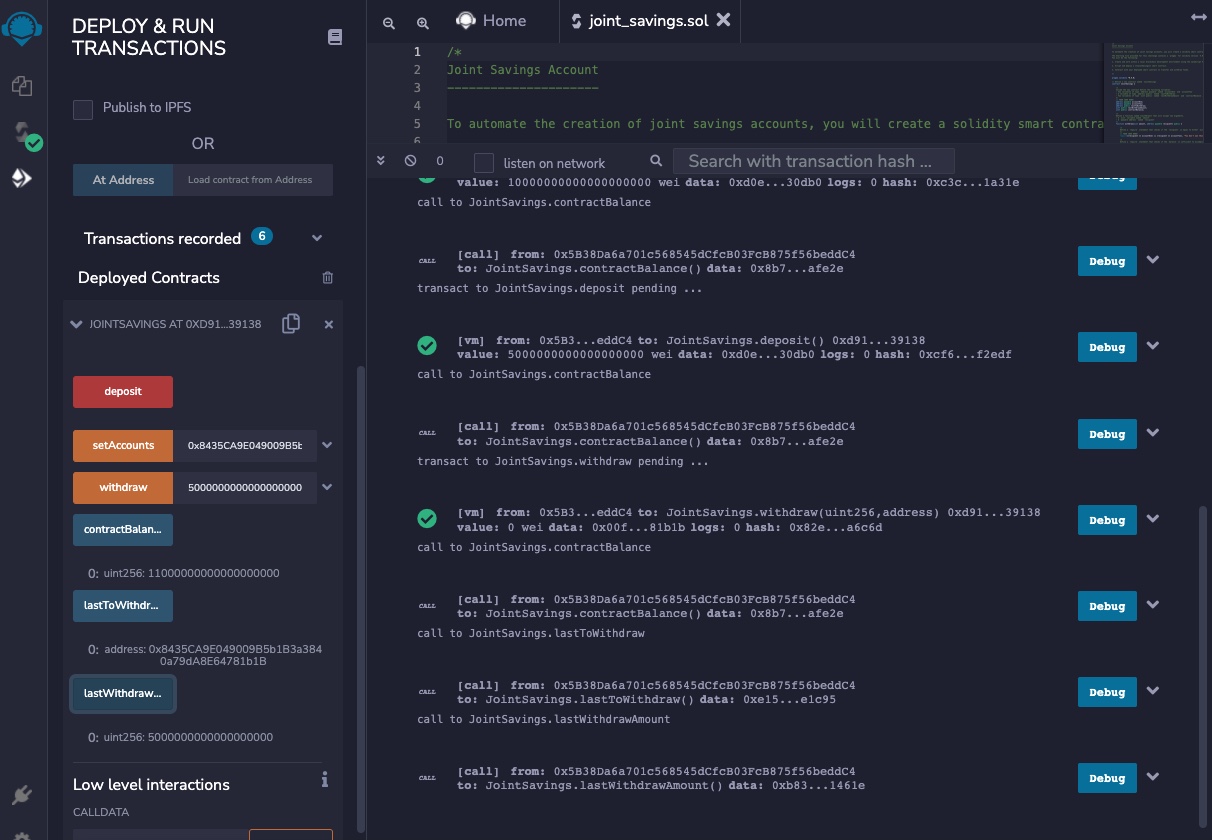 DEPLOY & RUN
TRANSACTIONS
Publish to IPFS
OR
At Address
Load contract from Address
Transactions recorded 6
Deployed Contracts
JOINTSAVINGS AT 0XD91...39138
deposit
setAccounts
0x8435CA9E049009B5b
withdraw
5000000000000000000
contractBalan...
0: uint256: 11000000000000000000
lastToWithdr...
0: address: 0x8435CA9E049009B5b1B3a384
0a79dA8E64781b1B
lastWithdraw...
0: uint256: 5000000000000000000
Low level interactions
CALLDATA
Home
joint_savings.sol
1 /*
2 Joint Savings Account
3 ---------------------
4
5 To automate the creation of joint savings accounts, you will create a solidity smart contra
6
0
listen on network
Search with transaction hash ...
value: 10000000000000000000 wei data: 0xd0e...30db0 logs: 0 hash: 0xc3c...1a31e
Debug
call to JointSavings.contractBalance
CALL [call] from: 0x5B38Da6a701c568545dCfcB03FcB875f56beddC4
to: JointSavings.contractBalance() data: 0x8b7...afe2e
Debug
transact to JointSavings.deposit pending ...
[vm] from: 0x5B3...eddC4 to: JointSavings.deposit() 0xd91...39138
value: 5000000000000000000 wei data: 0xd0e...30db0 logs: 0 hash: 0xcf6...f2edf
Debug
call to JointSavings.contractBalance
CALL [call] from: 0x5B38Da6a701c568545dCfcB03FcB875f56beddC4
to: JointSavings.contractBalance() data: 0x8b7...afe2e
Debug
transact to JointSavings.withdraw pending ...
[vm] from: 0x5B3...eddC4 to: JointSavings.withdraw(uint256,address) 0xd91...39138
value: 0 wei data: 0x00f...81b1b logs: 0 hash: 0x82e...a6c6d
Debug
call to JointSavings.contractBalance
CALL [call] from: 0x5B38Da6a701c568545dCfcB03FcB875f56beddC4
to: JointSavings.contractBalance() data: 0x8b7...afe2e
Debug
call to JointSavings.lastToWithdraw
CALL [call] from: 0x5B38Da6a701c568545dCfcB03FcB875f56beddC4
to: JointSavings.lastToWithdraw() data: 0xe15...e1c95
Debug
call to JointSavings.lastWithdrawAmount
CALL [call] from: 0x5B38Da6a701c568545dCfcB03FcB875f56beddC4
to: JointSavings.lastWithdrawAmount() data: 0xb83...1461e
Debug